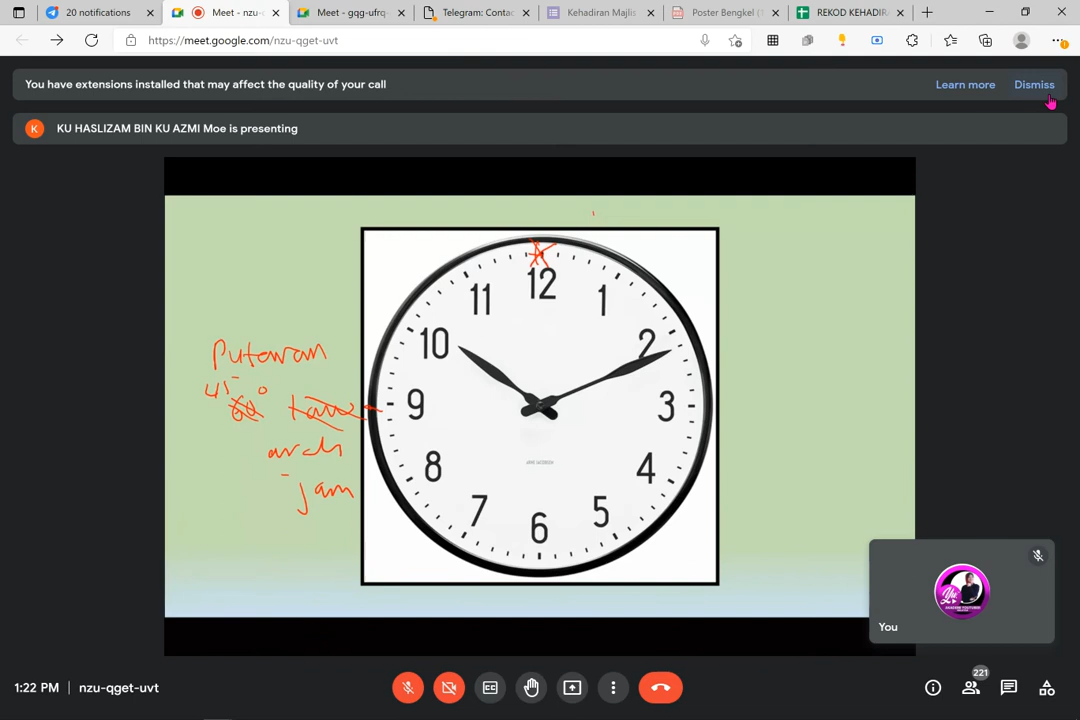 20 notifications
Meet - nzu-
Meet - gqg-ufrq-
Telegram: Contac
Kehadiran Majlis
Poster Bengkel (1
REKOD KEHADIRA
https://meet.google.com/nzu-qget-uvt
You have extensions installed that may affect the quality of your call
Learn more
Dismiss
K
KU HASLIZAM BIN KU AZMI Moe is presenting
12
11
1
10
2
9
3
8
4
7
5
6
Putaran
45°
60
arah
jam
You
1:22 PM
nzu-qget-uvt
221